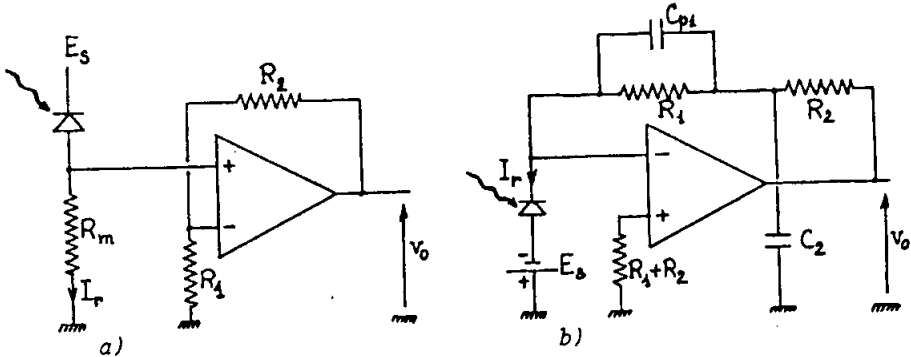 E_s
R_2
+
−
R_m
R_1
I_r
v_o
a)
C_p1
R_1
R_2
I_r
−
+
R_1+R_2
−
+
E_s
C_2
v_o
b)